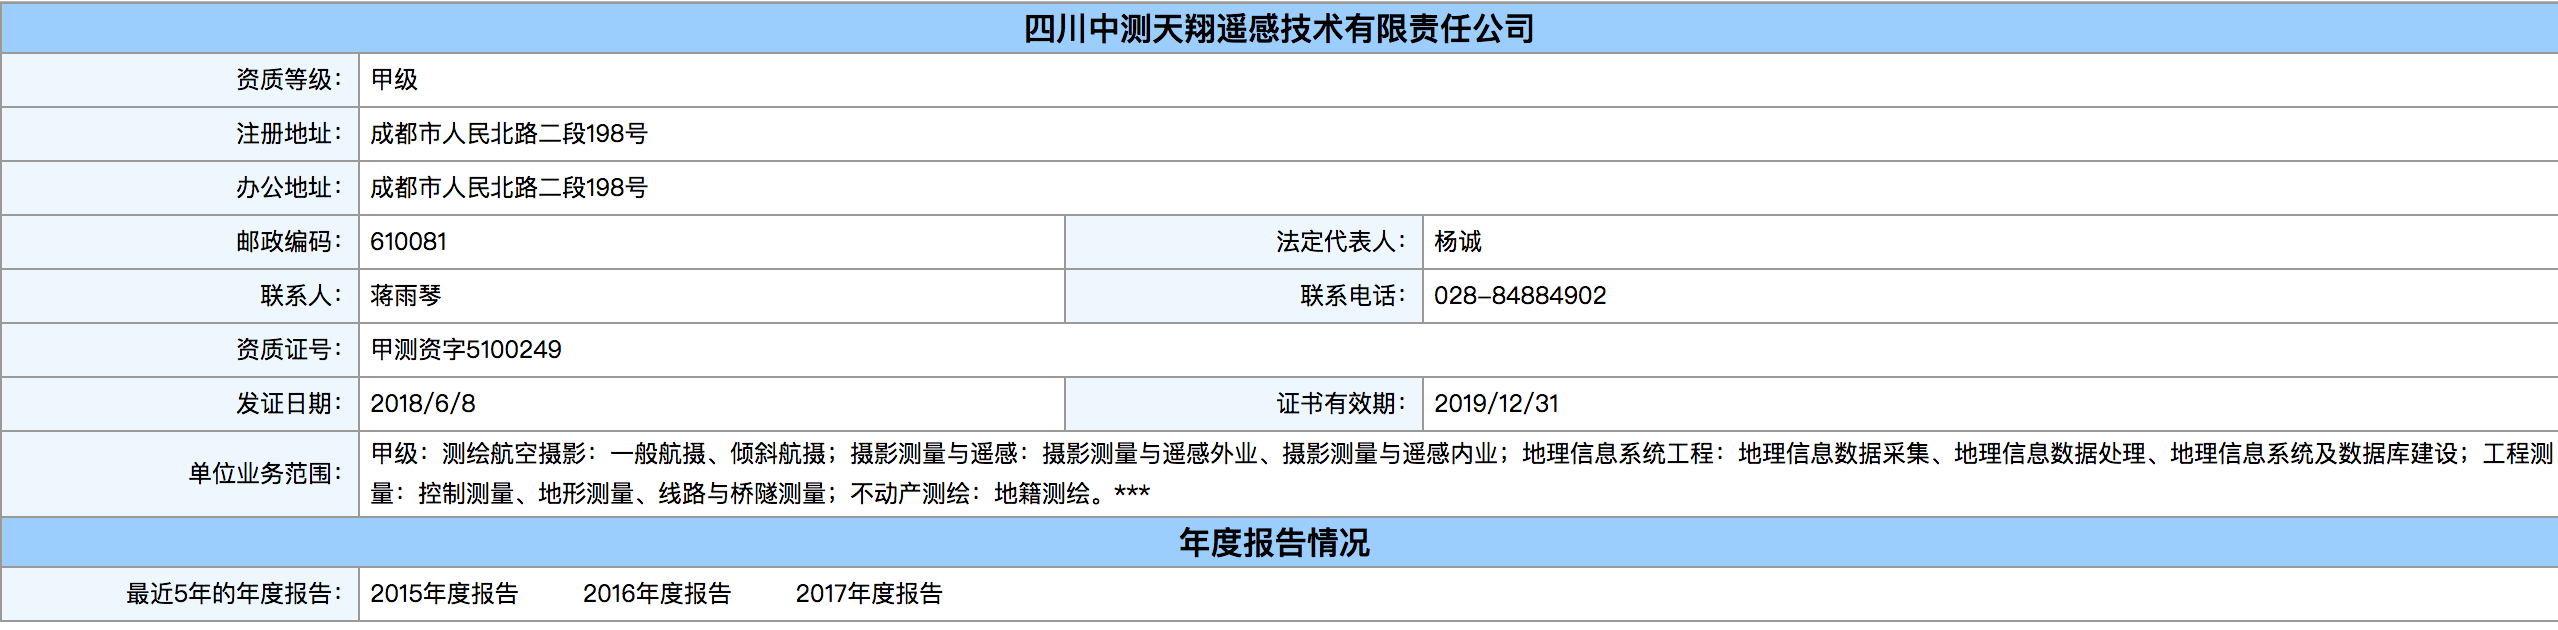 四川中测天翔遥感技术有限责任公司
资质等级： 甲级
注册地址： 成都市人民北路二段198号
办公地址： 成都市人民北路二段198号
邮政编码： 610081 法定代表人： 杨诚
联系人： 蒋雨琴 联系电话： 028-84884902
资质证号： 甲测资字5100249
发证日期： 2018/6/8 证书有效期： 2019/12/31
单位业务范围： 甲级：测绘航空摄影：一般航摄、倾斜航摄；摄影测量与遥感：摄影测量与遥感外业、摄影测量与遥感内业；地理信息系统工程：地理信息数据采集、地理信息数据处理、地理信息系统及数据库建设；工程测
量：控制测量、地形测量、线路与桥隧测量；不动产测绘：地籍测绘。***
年度报告情况
最近5年的年度报告： 2015年度报告 2016年度报告 2017年度报告